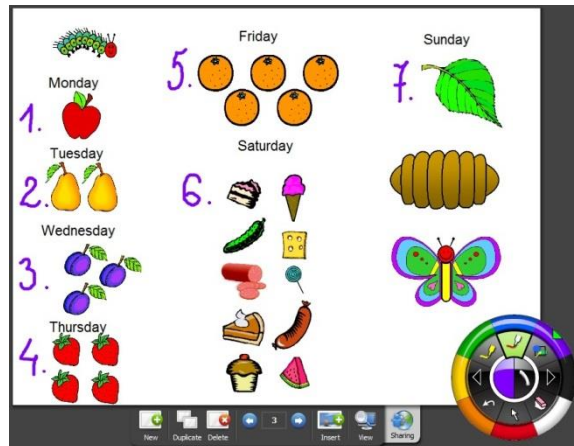 Monday
1.
Tuesday
2.
Wednesday
3.
Thursday
4.
Friday
5.
Saturday
6.
Sunday
7.
New
Duplicate
Delete
3
Insert
View
Sharing